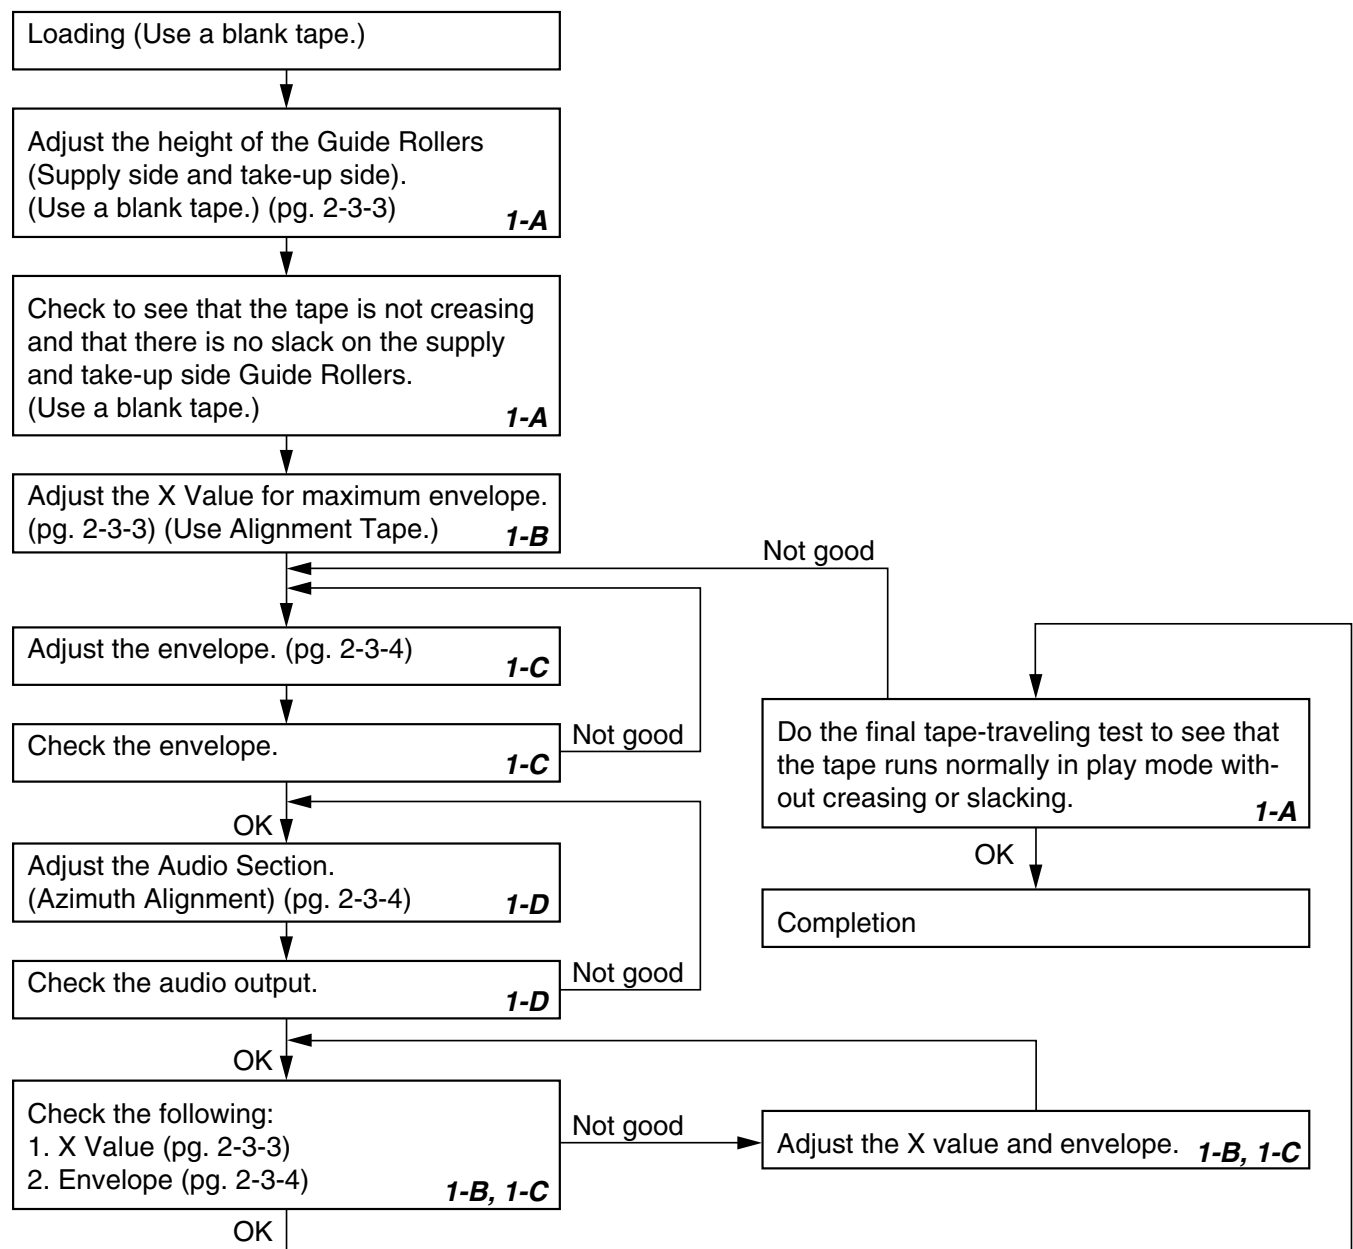 Loading (Use a blank tape.)
Adjust the height of the Guide Rollers
(Supply side and take-up side).
(Use a blank tape.) (pg. 2-3-3)
1-A
Check to see that the tape is not creasing
and that there is no slack on the supply
and take-up side Guide Rollers.
(Use a blank tape.)
1-A
Adjust the X Value for maximum envelope.
(pg. 2-3-3) (Use Alignment Tape.)
1-B
Not good
Adjust the envelope. (pg. 2-3-4)
1-C
Check the envelope.
1-C
Not good
OK
Adjust the Audio Section.
(Azimuth Alignment) (pg. 2-3-4)
1-D
Check the audio output.
1-D
Not good
OK
Check the following:
1. X Value (pg. 2-3-3)
2. Envelope (pg. 2-3-4)
1-B, 1-C
Not good
Adjust the X value and envelope.
1-B, 1-C
OK
Do the final tape-traveling test to see that
the tape runs normally in play mode with-
out creasing or slacking.
1-A
OK
Completion